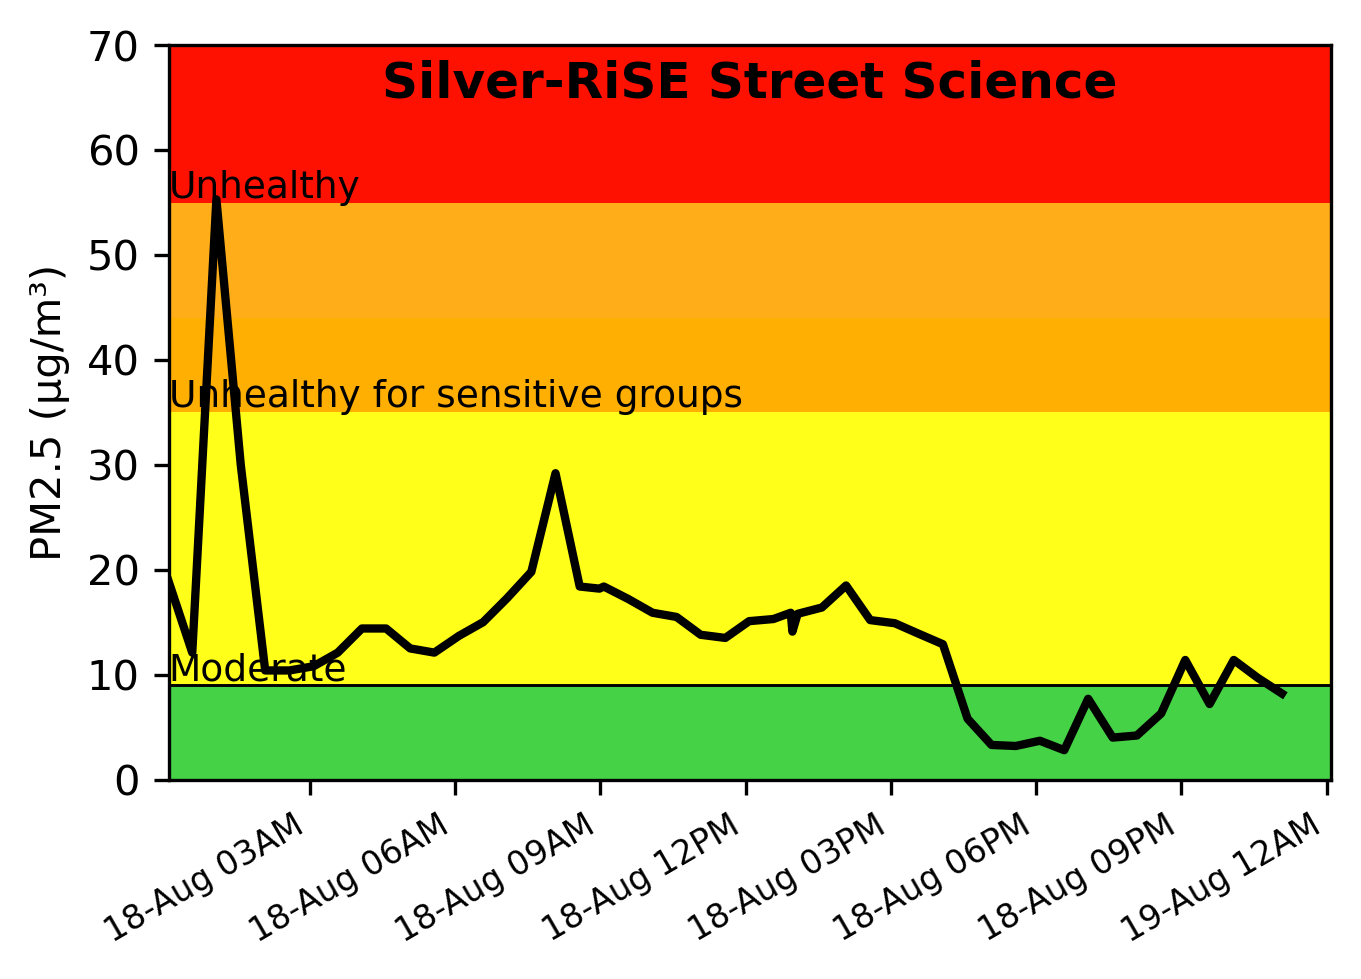 Silver-RiSE Street Science
70
60
50
40
30
20
10
0
PM2.5 (µg/m³)
Unhealthy
Unhealthy for sensitive groups
Moderate
18-Aug 03AM
18-Aug 06AM
18-Aug 09AM
18-Aug 12PM
18-Aug 03PM
18-Aug 06PM
18-Aug 09PM
19-Aug 12AM